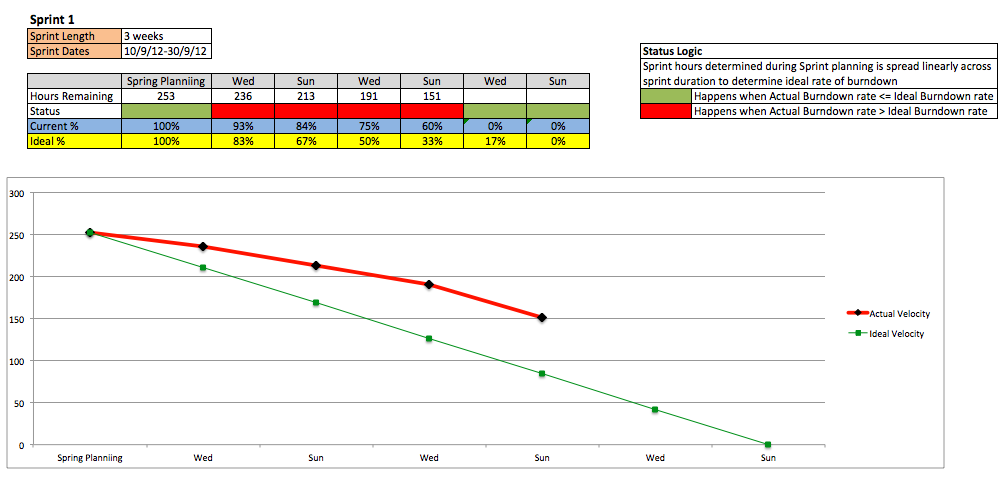 Sprint 1
Sprint Length 3 weeks
Sprint Dates 10/9/12-30/9/12
Status Logic
Sprint hours determined during Sprint planning is spread linearly across
sprint duration to determine ideal rate of burndown
Happens when Actual Burndown rate <= Ideal Burndown rate
Happens when Actual Burndown rate > Ideal Burndown rate
Spring Planniing Wed Sun Wed Sun Wed Sun
Hours Remaining 253 236 213 191 151
Status
Current % 100% 93% 84% 75% 60% 0% 0%
Ideal % 100% 83% 67% 50% 33% 17% 0%
300
250
200
150
100
50
0
Spring Planniing Wed Sun Wed Sun Wed Sun
Actual Velocity
Ideal Velocity